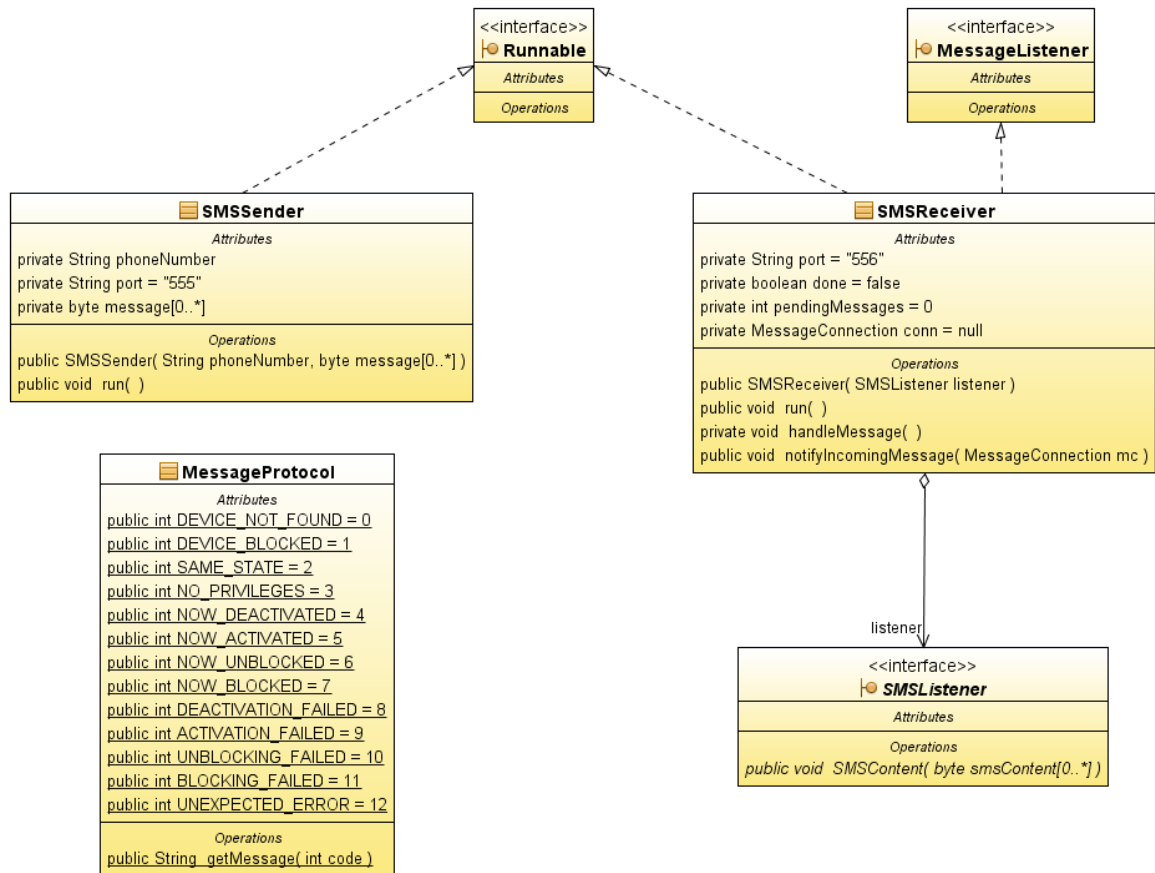 <<interface>>
Runnable
Attributes
Operations
<<interface>>
MessageListener
Attributes
Operations
SMSSender
Attributes
private String phoneNumber
private String port = "555"
private byte message[0..*]
Operations
public SMSSender( String phoneNumber, byte message[0..*] )
public void run( )
SMSReceiver
Attributes
private String port = "556"
private boolean done = false
private int pendingMessages = 0
private MessageConnection conn = null
Operations
public SMSReceiver( SMSListener listener )
public void run( )
private void handleMessage( )
public void notifyIncomingMessage( MessageConnection mc )
MessageProtocol
Attributes
public int DEVICE_NOT_FOUND = 0
public int DEVICE_BLOCKED = 1
public int SAME_STATE = 2
public int NO_PRIVILEGES = 3
public int NOW_DEACTIVATED = 4
public int NOW_ACTIVATED = 5
public int NOW_UNBLOCKED = 6
public int NOW_BLOCKED = 7
public int DEACTIVATION_FAILED = 8
public int ACTIVATION_FAILED = 9
public int UNBLOCKING_FAILED = 10
public int BLOCKING_FAILED = 11
public int UNEXPECTED_ERROR = 12
Operations
public String getMessage( int code )
listener
<<interface>>
SMSListener
Attributes
Operations
public void SMSContent( byte smsContent[0..*] )